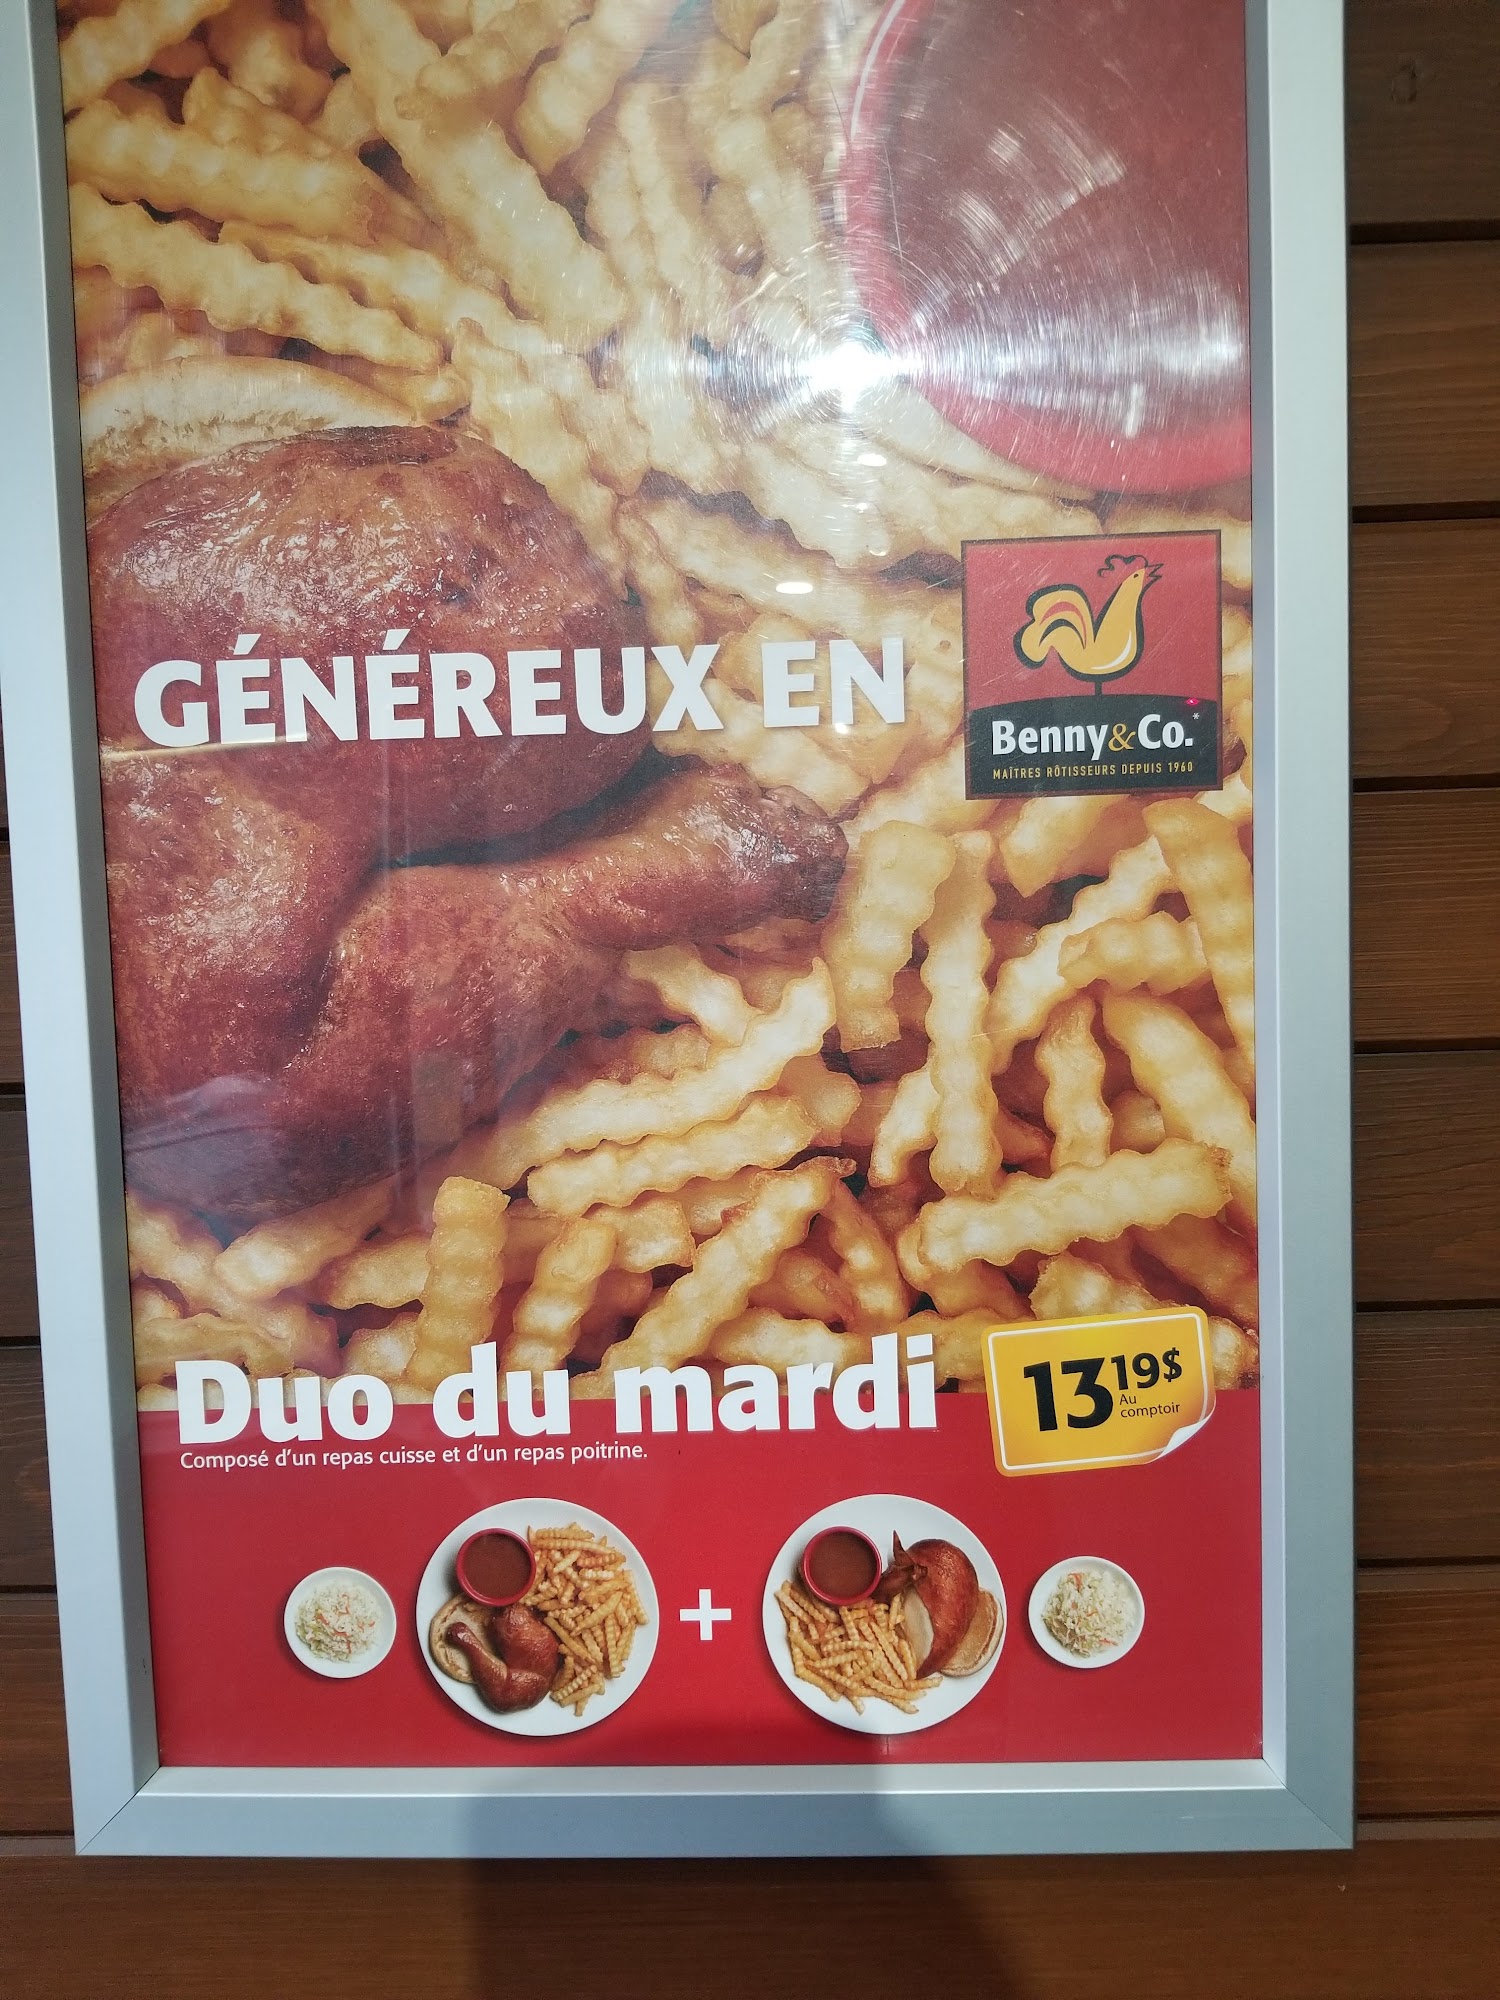 GÉNÉREUX EN
Benny&Co.*
MAÎTRES RÔTISSEURS DEPUIS 1960
Duo du mardi
Composé d'un repas cuisse et d'un repas poitrine.
13 19$
Au
comptoir
+